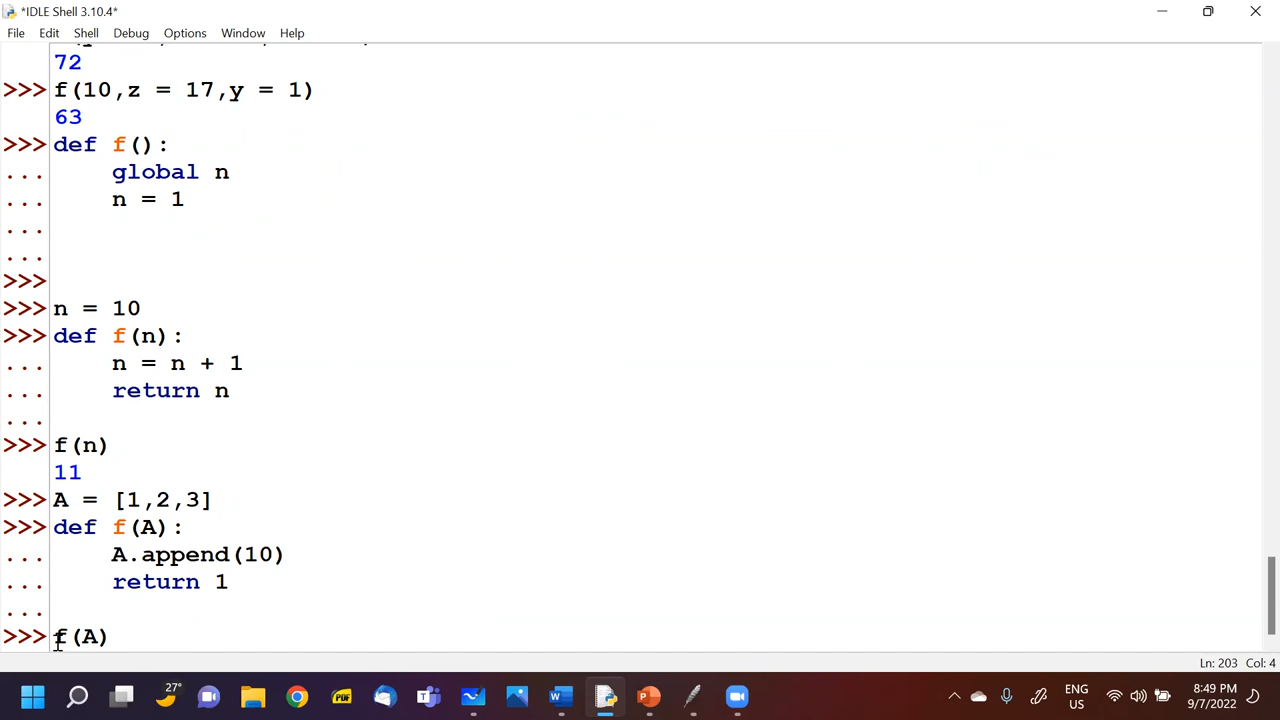 *IDLE Shell 3.10.4*
File Edit Shell Debug Options Window Help
72
>>> f(10,z = 17,y = 1)
63
>>> def f():
... global n
... n = 1
...
...
>>>
>>> n = 10
>>> def f(n):
... n = n + 1
... return n
...
>>> f(n)
11
>>> A = [1,2,3]
>>> def f(A):
... A.append(10)
... return 1
...
>>> f(A)
Ln: 203 Col: 4
27°
PDF
ENG
US
8:49 PM
9/7/2022